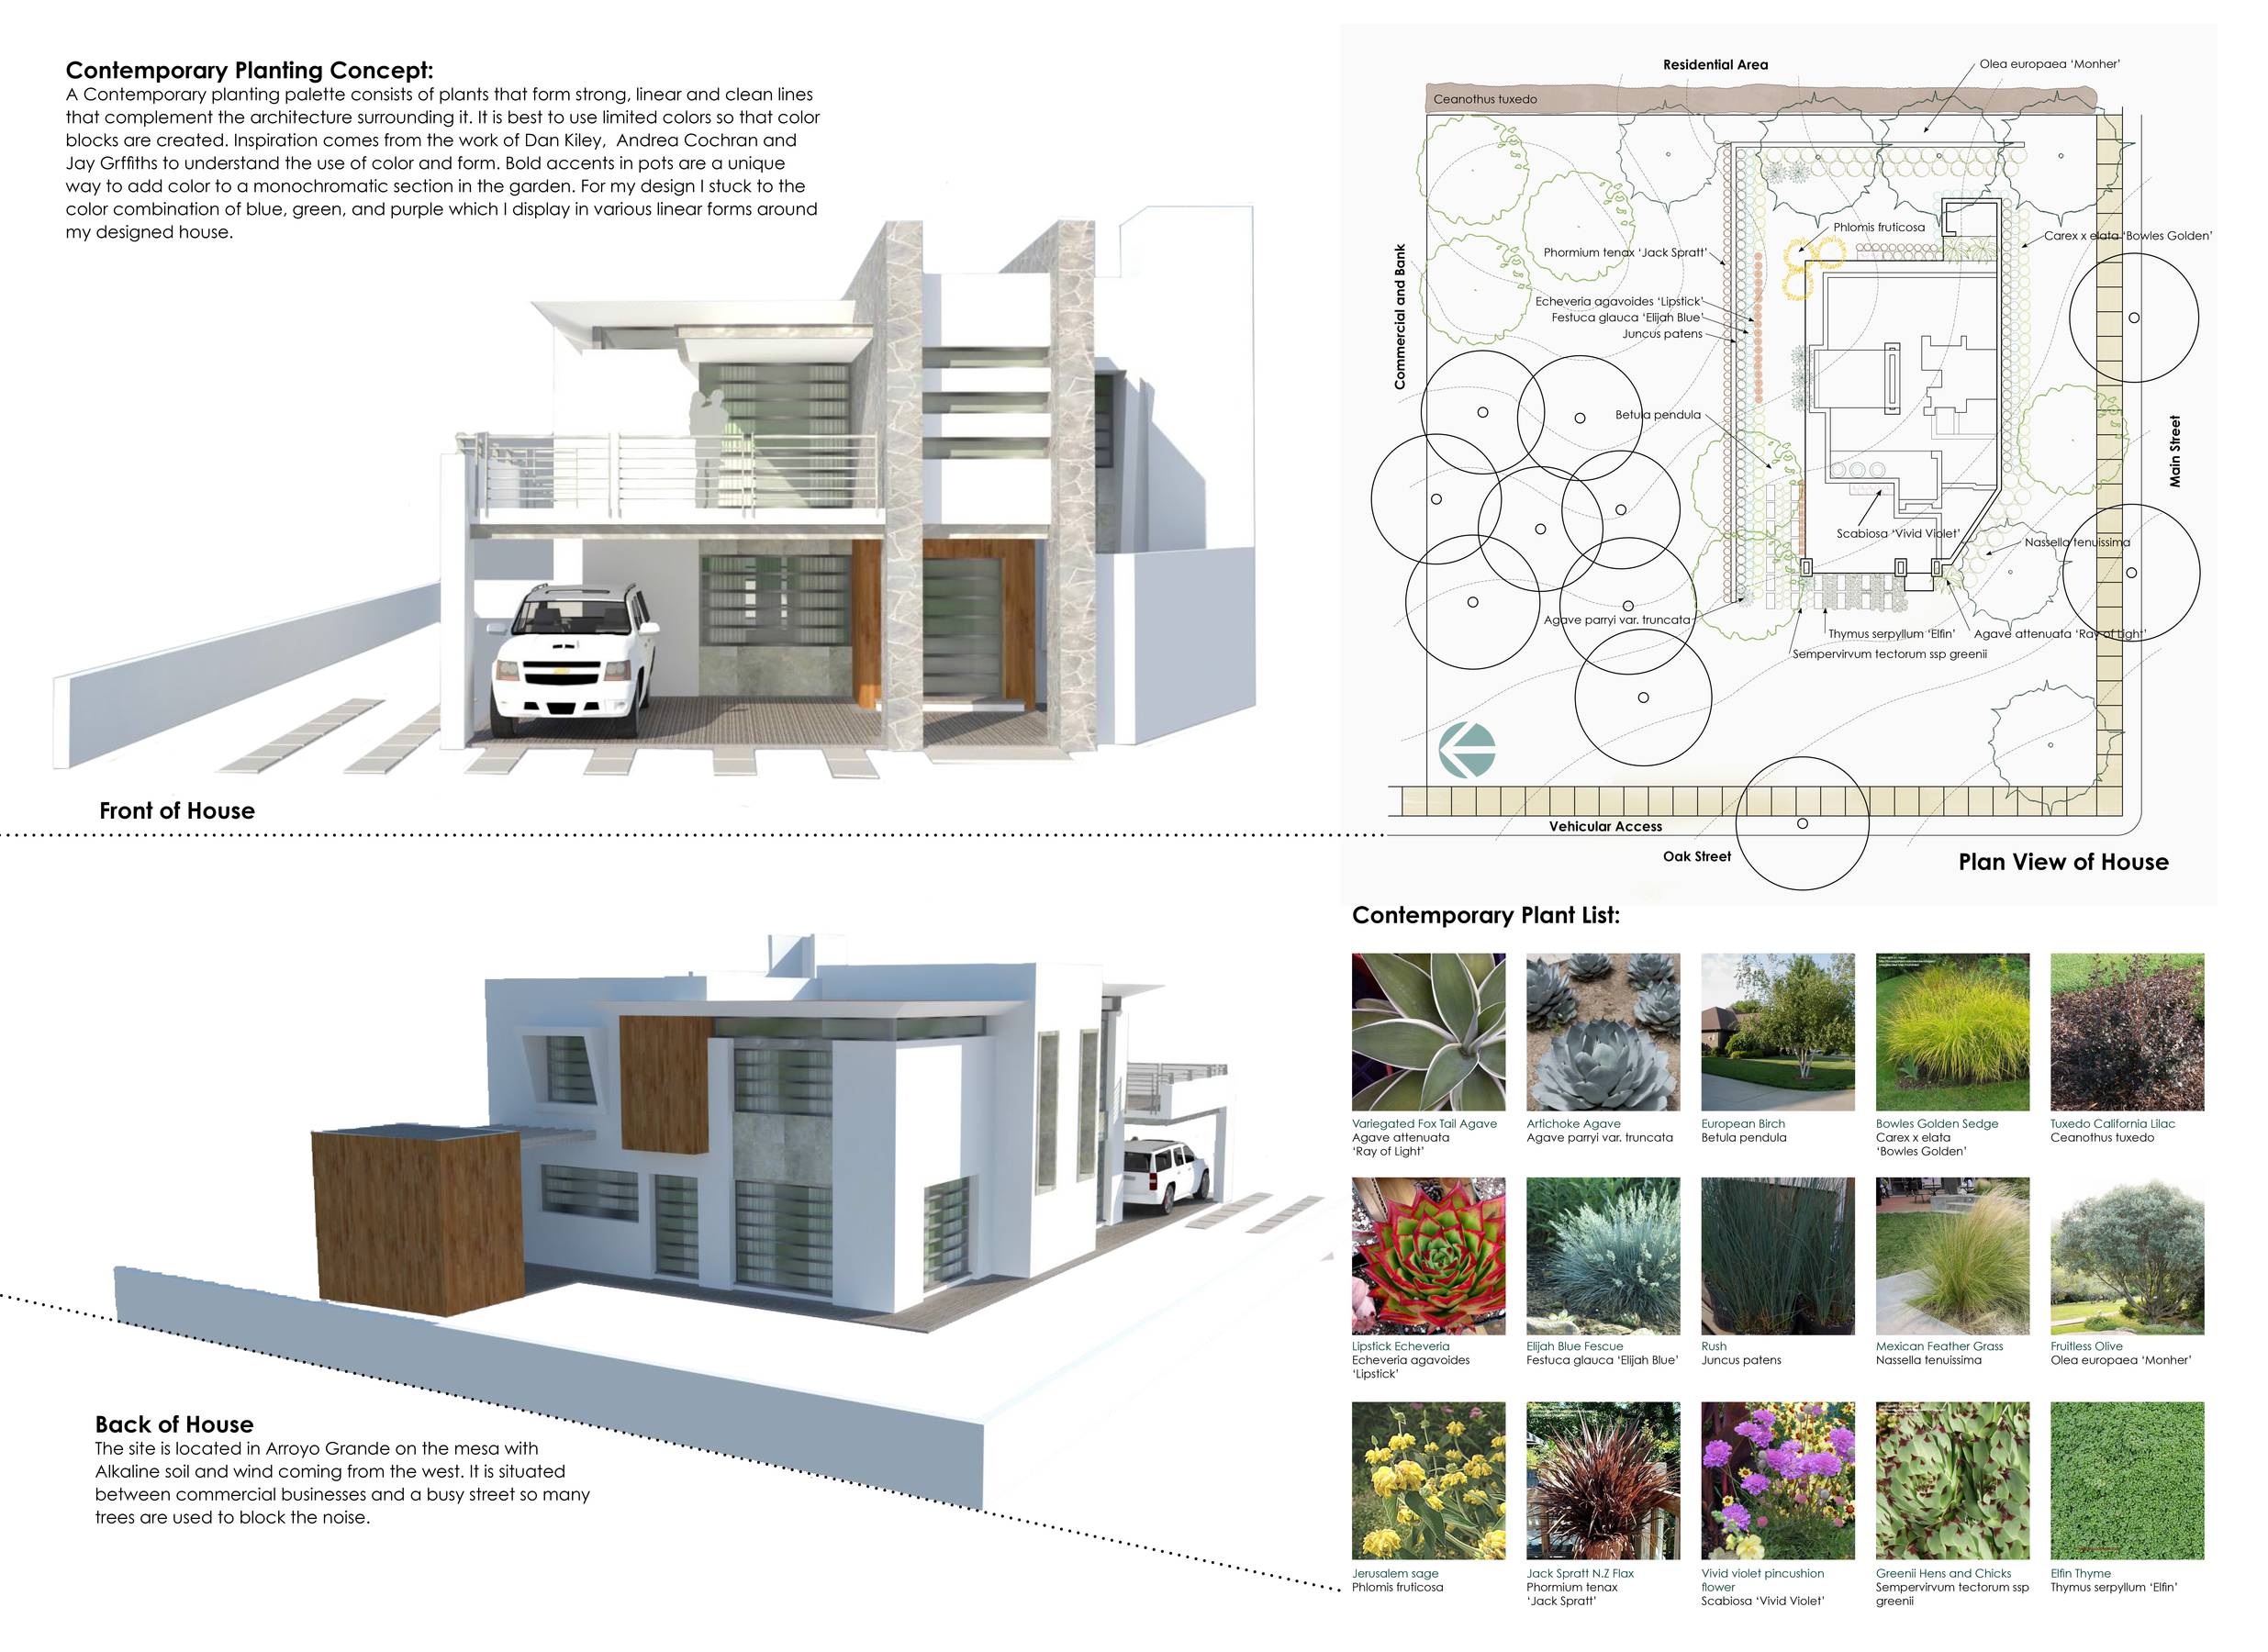 Contemporary Planting Concept:
A Contemporary planting palette consists of plants that form strong, linear and clean lines
that complement the architecture surrounding it. It is best to use limited colors so that color
blocks are created. Inspiration comes from the work of Dan Kiley,  Andrea Cochran and
Jay Grffiths to understand the use of color and form. Bold accents in pots are a unique
way to add color to a monochromatic section in the garden. For my design I stuck to the
color combination of blue, green, and purple which I display in various linear forms around
my designed house.
Front of House
Residential Area
Olea europaea ‘Monher’
Ceanothus tuxedo
Commercial and Bank
Phlomis fruticosa
Carex x elata ‘Bowles Golden’
Phormium tenax ‘Jack Spratt’
Echeveria agavoides ‘Lipstick’
Festuca glauca ‘Elijah Blue’
Juncus patens
Betula pendula
Main Street
Scabiosa ‘Vivid Violet’
Nassella tenuissima
Agave parryi var. truncata
Thymus serpyllum ‘Elfin’
Agave attenuata ‘Ray of Light’
Sempervirvum tectorum ssp greenii
Vehicular Access
Oak Street
Plan View of House
Back of House
The site is located in Arroyo Grande on the mesa with
Alkaline soil and wind coming from the west. It is situated
between commercial businesses and a busy street so many
trees are used to block the noise.
Contemporary Plant List:
Variegated Fox Tail Agave
Agave attenuata
‘Ray of Light’
Artichoke Agave
Agave parryi var. truncata
European Birch
Betula pendula
Bowles Golden Sedge
Carex x elata
‘Bowles Golden’
Tuxedo California Lilac
Ceanothus tuxedo
Lipstick Echeveria
Echeveria agavoides
‘Lipstick’
Elijah Blue Fescue
Festuca glauca ‘Elijah Blue’
Rush
Juncus patens
Mexican Feather Grass
Nassella tenuissima
Fruitless Olive
Olea europaea ‘Monher’
Jerusalem sage
Phlomis fruticosa
Jack Spratt N.Z Flax
Phormium tenax
‘Jack Spratt’
Vivid violet pincushion
flower
Scabiosa ‘Vivid Violet’
Greenii Hens and Chicks
Sempervirvum tectorum ssp
greenii
Elfin Thyme
Thymus serpyllum ‘Elfin’